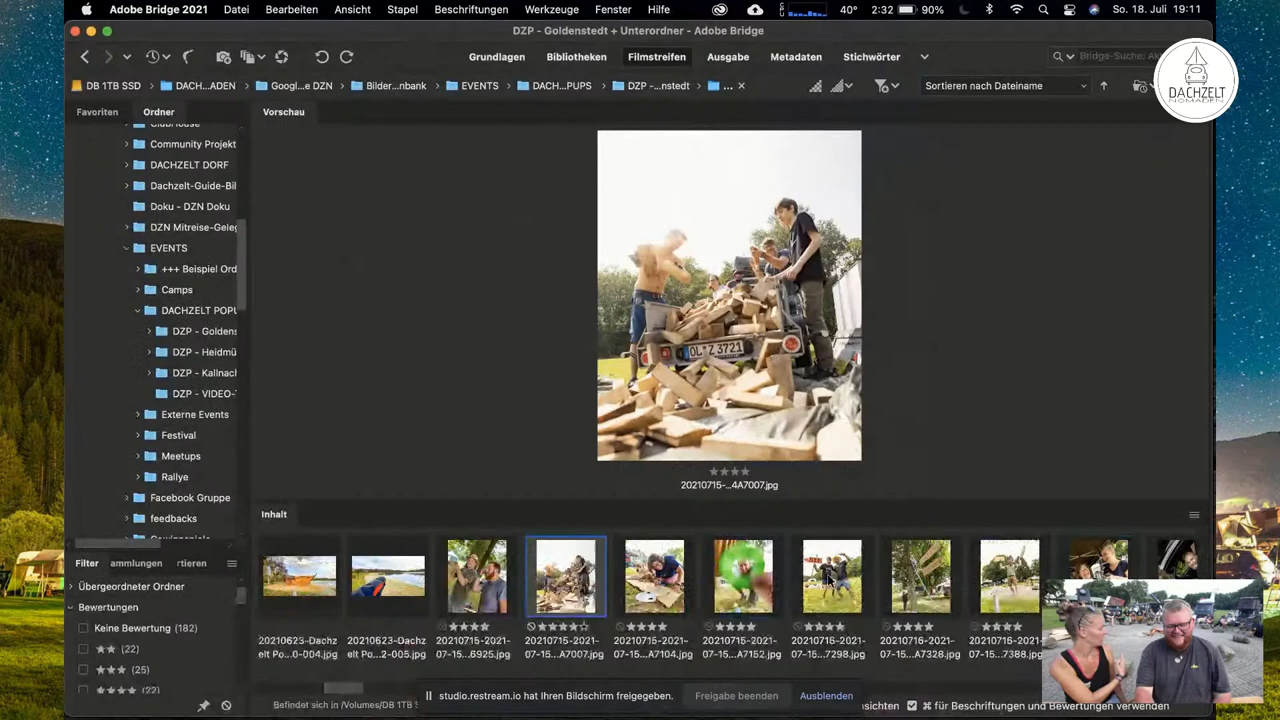 Adobe Bridge 2021 Datei Bearbeiten Ansicht Stapel Beschriftungen Werkzeuge Fenster Hilfe 40° 2:32 90% So. 18. Juli 19:11
DZP - Goldenstedt + Unterordner - Adobe Bridge
Grundlagen Bibliotheken Filmstreifen Ausgabe Metadaten Stichwörter Bridge-Suche:
DACHZELT
NOMADEN
DB 1TB SSD DACH...ADEN Googl...e DZN Bilder...nbank EVENTS DACH...PUPS DZP -...nstedt ... Sortieren nach Dateiname
Favoriten Ordner Vorschau
Community Projekt
DACHZELT DORF
Dachzelt-Guide-Bil
Doku - DZN Doku
DZN Mitreise-Geleg
EVENTS
+++ Beispiel Ord
Camps
DACHZELT POPU
DZP - Goldens
DZP - Heidmü
DZP - Kallnach
DZP - VIDEO-
Externe Events
Festival
Meetups
Rallye
Facebook Gruppe
feedbacks
OL Z 3721
20210715-...4A7007.jpg
Inhalt
Filter ammlungen rtieren
Übergeordneter Ordner
Bewertungen
Keine Bewertung (182)
★★ (22)
★★★ (25)
★★★★ (22)
20210623-Dachz
elt Po...0-004.jpg
20210623-Dachz
elt Po...2-005.jpg
20210715-2021-
07-15...6925.jpg
20210715-2021-
07-15...A7007.jpg
20210715-2021-
07-15...A7104.jpg
20210715-2021-
07-15...A7152.jpg
20210715-2021-
07-15...7298.jpg
20210715-2021-
07-15...A7326.jpg
20210715-2021-
07-15...7388.jpg
studio.restream.io hat Ihren Bildschirm freigegeben. Freigabe beenden Ausblenden
Befindet sich in /Volumes/DB 1TB S
sichten ⌘ für Beschriftungen und Bewertungen verwenden